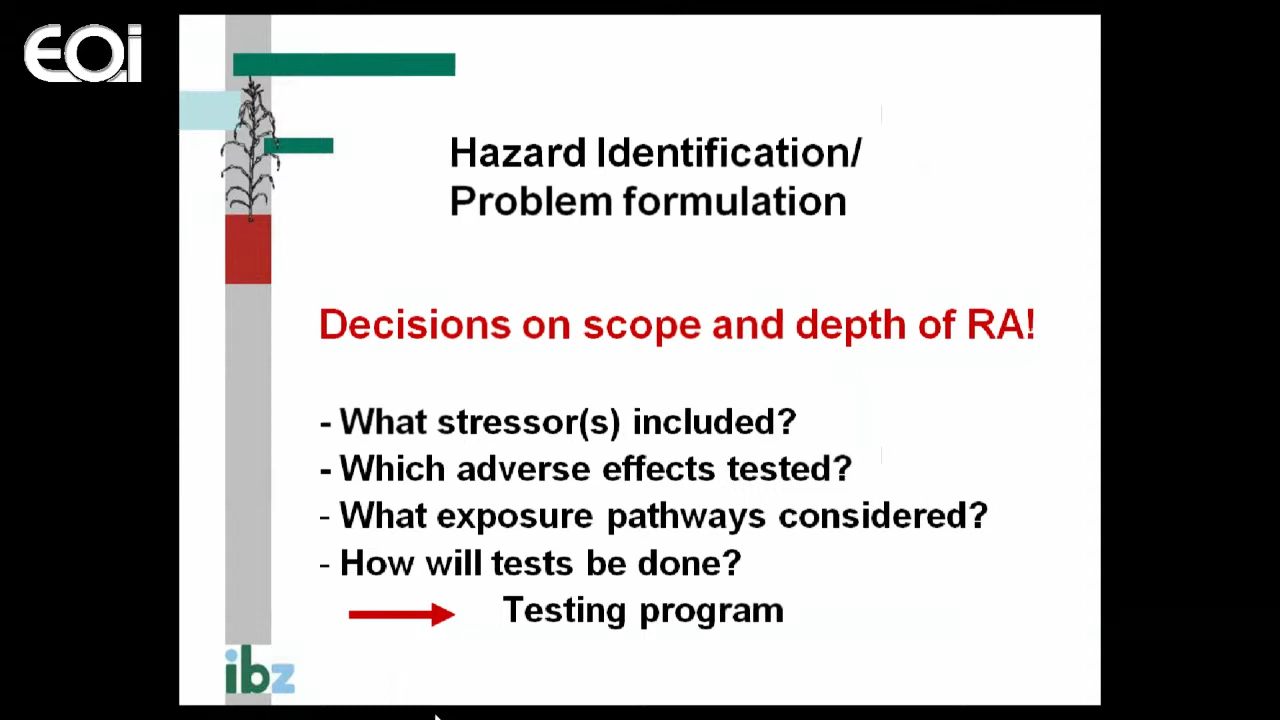 EOi
Hazard Identification/
Problem formulation
Decisions on scope and depth of RA!
- What stressor(s) included?
- Which adverse effects tested?
- What exposure pathways considered?
- How will tests be done?
Testing program
ibz